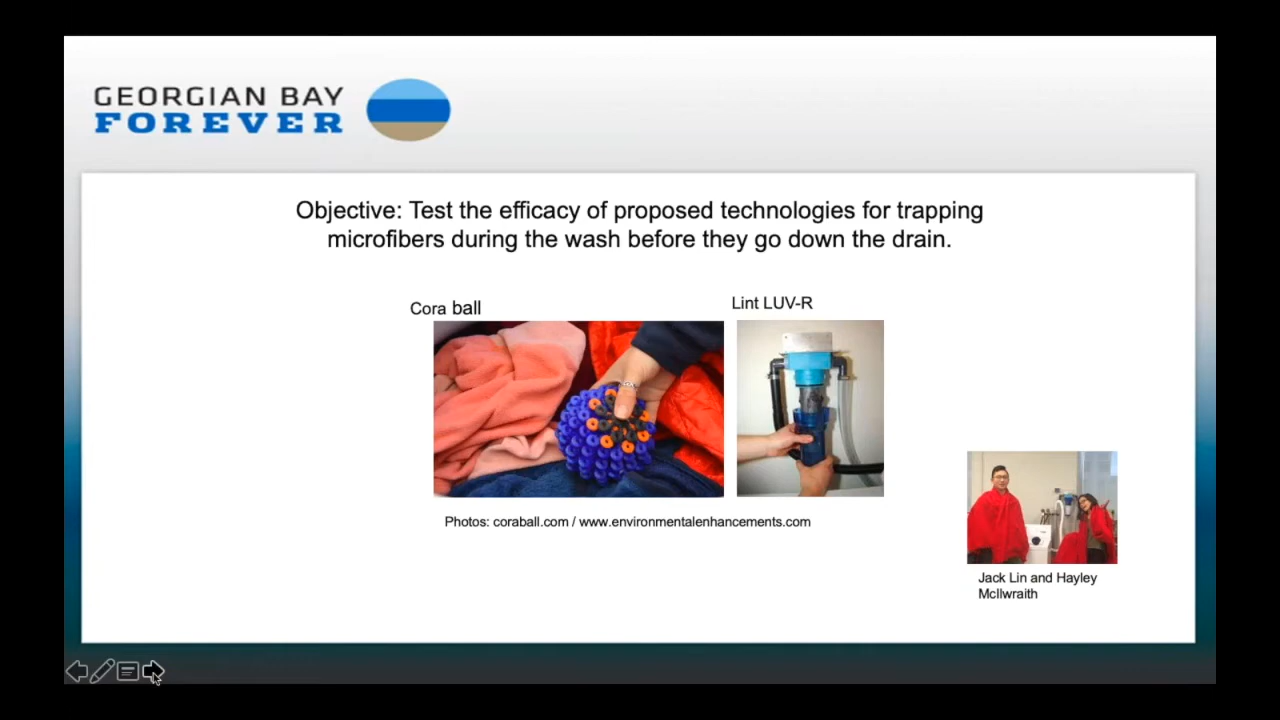 GEORGIAN BAY
FOREVER
Objective: Test the efficacy of proposed technologies for trapping
microfibers during the wash before they go down the drain.
Cora ball
Lint LUV-R
Photos: coraball.com / www.environmentalenhancements.com
Jack Lin and Hayley
McIlwraith